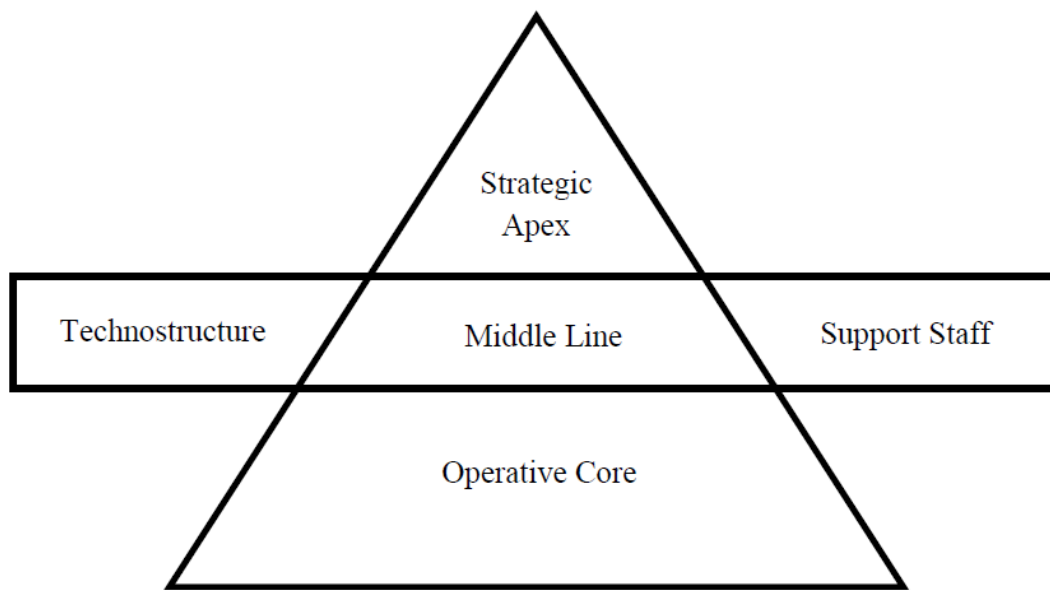 Strategic
Apex
Technostructure
Middle Line
Support Staff
Operative Core